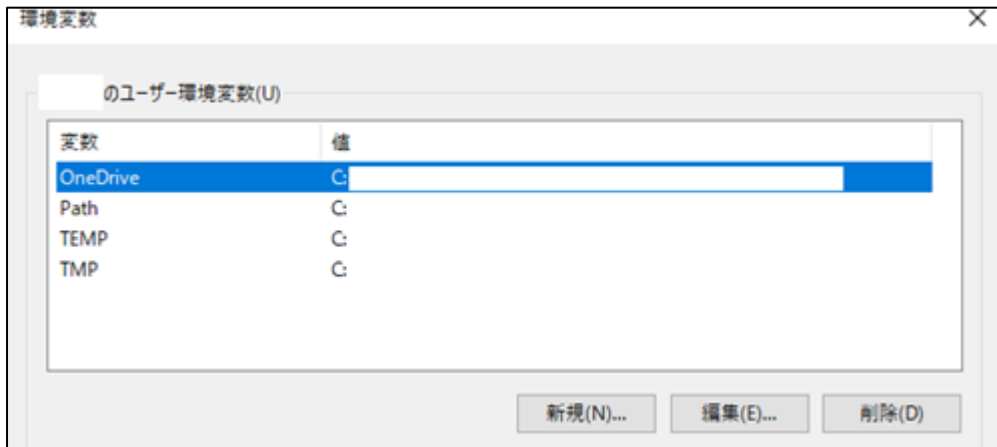 環境変数
のユーザー環境変数(U)
変数 値
OneDrive C:
Path C:
TEMP C:
TMP C:
新規(N)... 編集(E)... 削除(D)